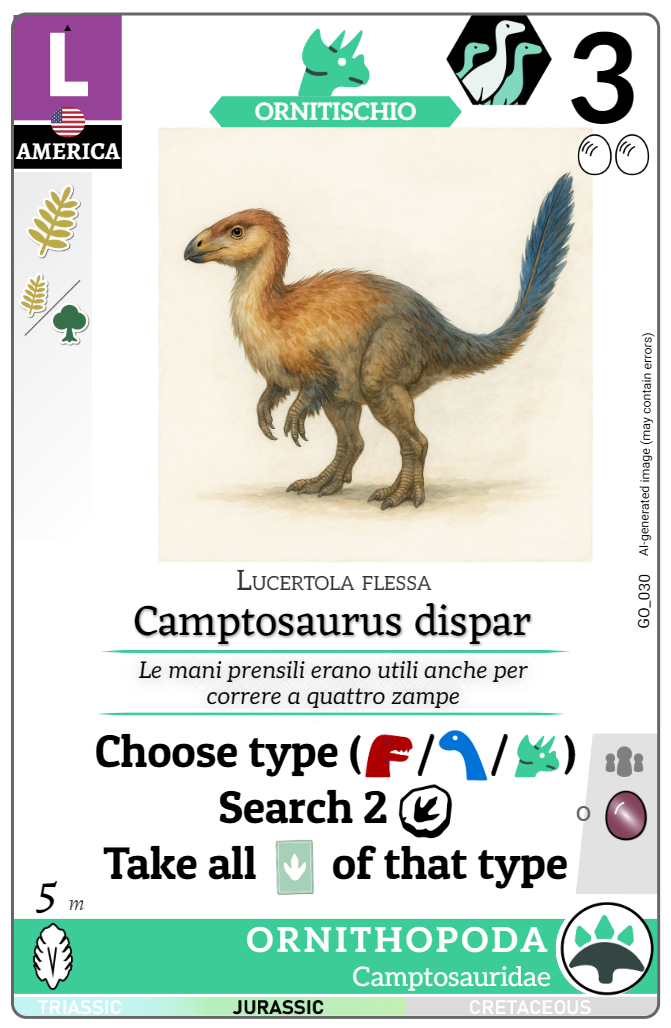 L
AMERICA
ORNITISCHIO
3
AI-generated image (may contain errors)
GO_030
Lucertola flessa
Camptosaurus dispar
Le mani prensili erano utili anche per
correre a quattro zampe
Choose type ( / / )
Search 2
Take all of that type
o
5 m
ORNITHOPODA
Camptosauridae
TRIASSIC JURASSIC CRETACEOUS